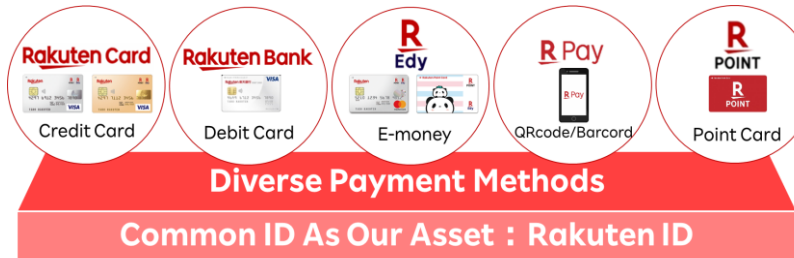 Rakuten Card
Credit Card
Rakuten Bank
VISA
Debit Card
R
Edy
E-money
R Pay
R Pay
QRcode/Barcord
R
POINT
R
POINT
Point Card
Diverse Payment Methods
Common ID As Our Asset : Rakuten ID